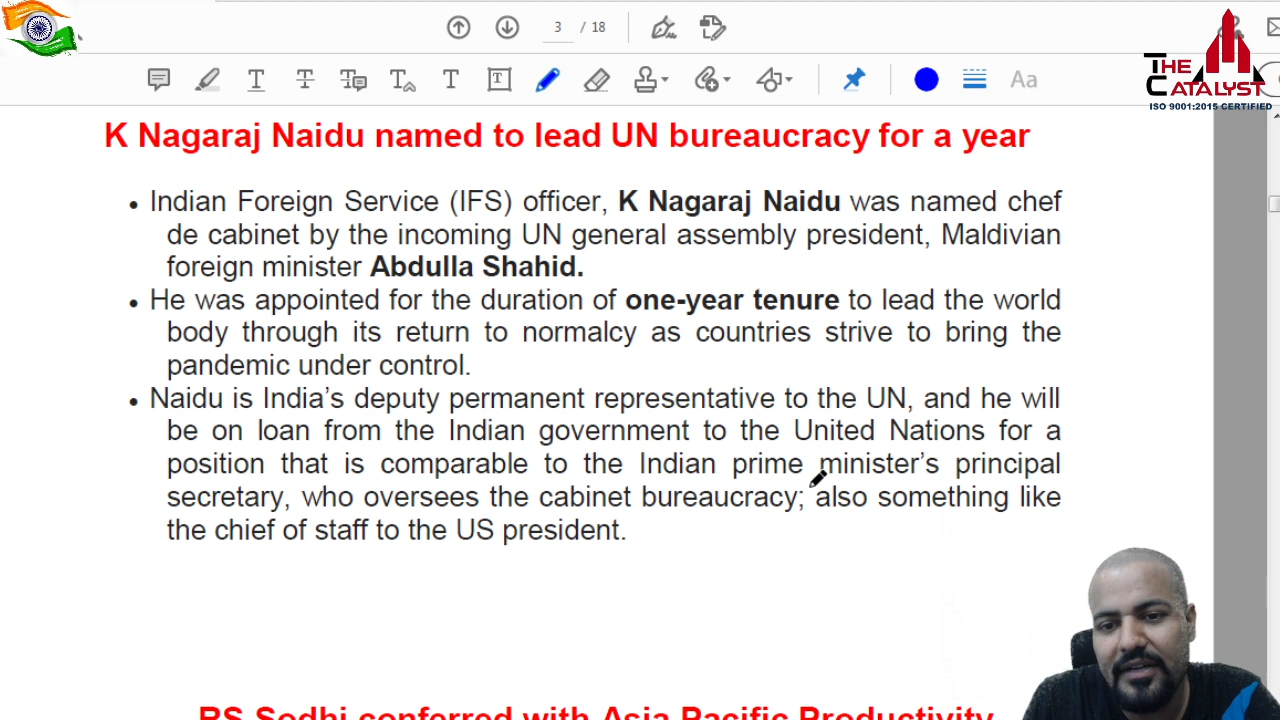 3 / 18
THE
CATALYST
ISO 9001:2015 CERTIFIED
T T T T T T Aa
K Nagaraj Naidu named to lead UN bureaucracy for a year
• Indian Foreign Service (IFS) officer, K Nagaraj Naidu was named chef
de cabinet by the incoming UN general assembly president, Maldivian
foreign minister Abdulla Shahid.
• He was appointed for the duration of one-year tenure to lead the world
body through its return to normalcy as countries strive to bring the
pandemic under control.
• Naidu is India’s deputy permanent representative to the UN, and he will
be on loan from the Indian government to the United Nations for a
position that is comparable to the Indian prime minister’s principal
secretary, who oversees the cabinet bureaucracy; also something like
the chief of staff to the US president.
RS Sodhi conferred with Asia Pacific Productivity